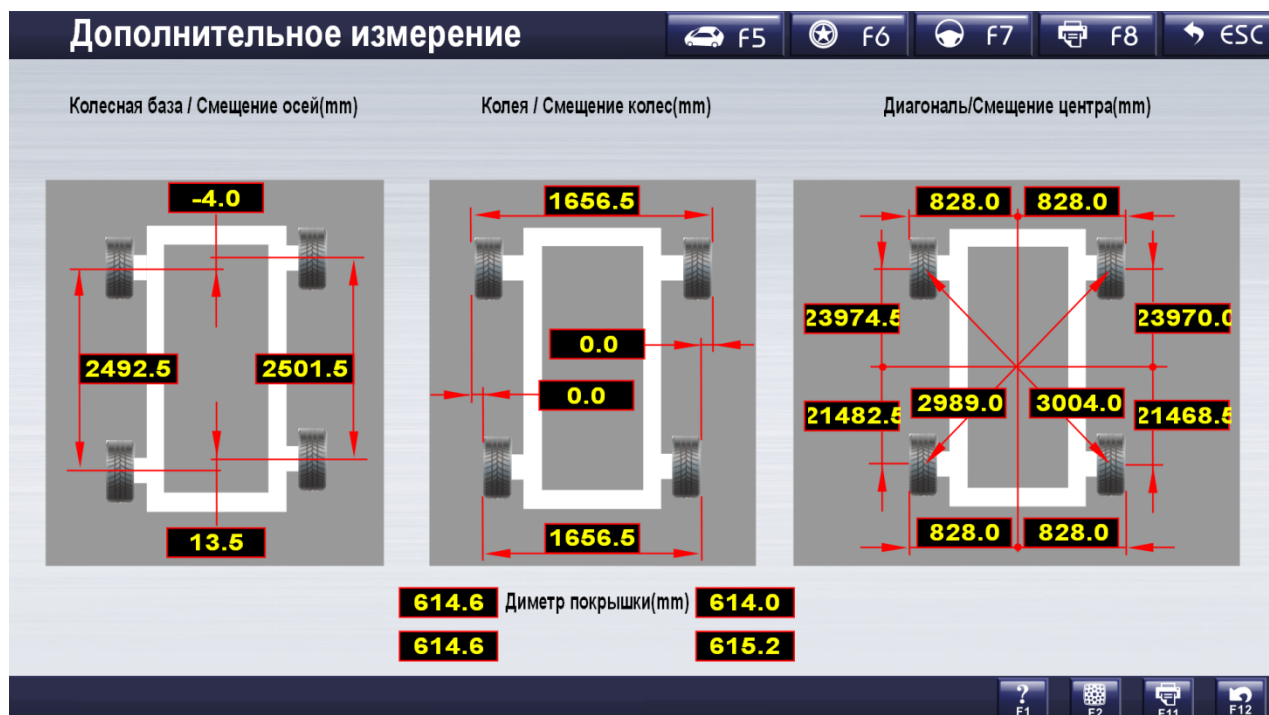 Дополнительное измерение F5 F6 F7 F8 ESC
Колесная база / Смещение осей(mm) Колея / Смещение колес(mm) Диагональ/Смещение центра(mm)
-4.0 1656.5 828.0 828.0
23974.5 23970.0
0.0
2492.5 2501.5
0.0 2989.0 3004.0
21482.5 21468.5
13.5 1656.5 828.0 828.0
614.6 Диметр покрышки(mm) 614.0
614.6 615.2
? F1 F2 F11 F12